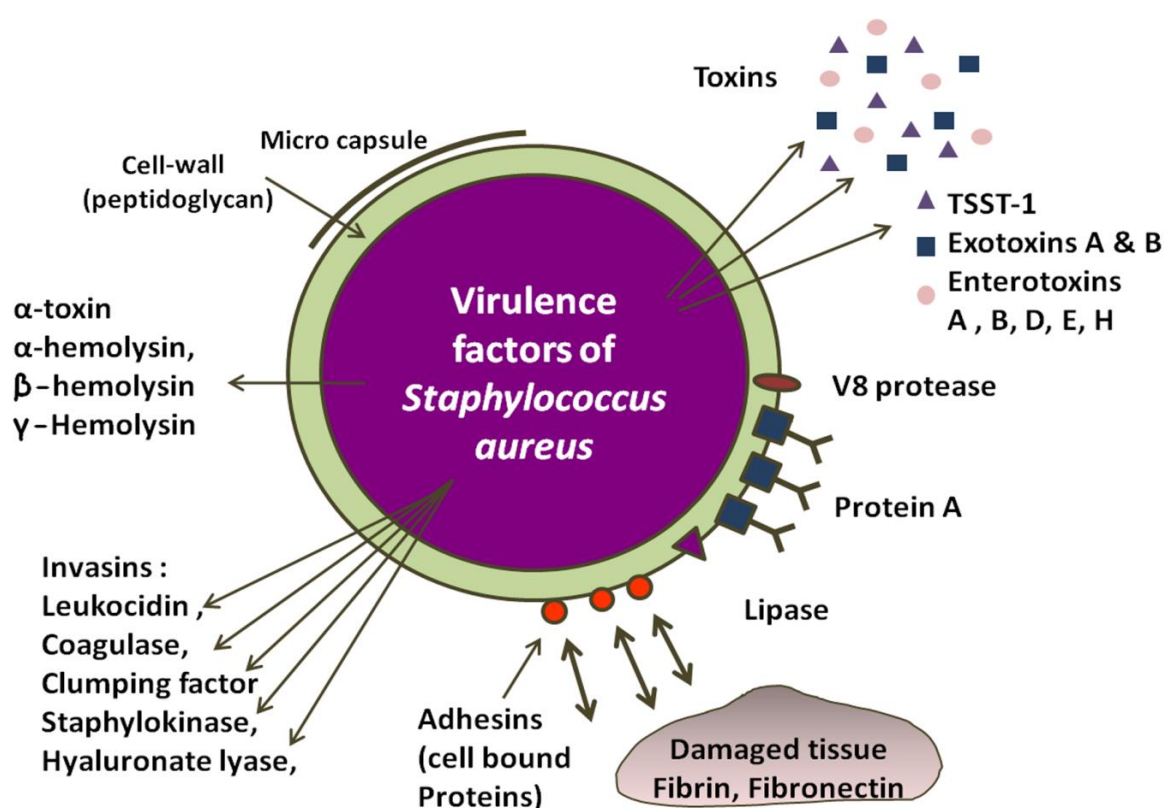 Toxins
Micro capsule
Cell-wall
(peptidoglycan)
TSST-1
Exotoxins A & B
Enterotoxins
A , B, D, E, H
Virulence
factors of
Staphylococcus
aureus
α-toxin
α-hemolysin,
β-hemolysin
γ-Hemolysin
V8 protease
Protein A
Invasins :
Leukocidin ,
Coagulase,
Clumping factor
Staphylokinase,
Hyaluronate lyase,
Lipase
Adhesins
(cell bound
Proteins)
Damaged tissue
Fibrin, Fibronectin